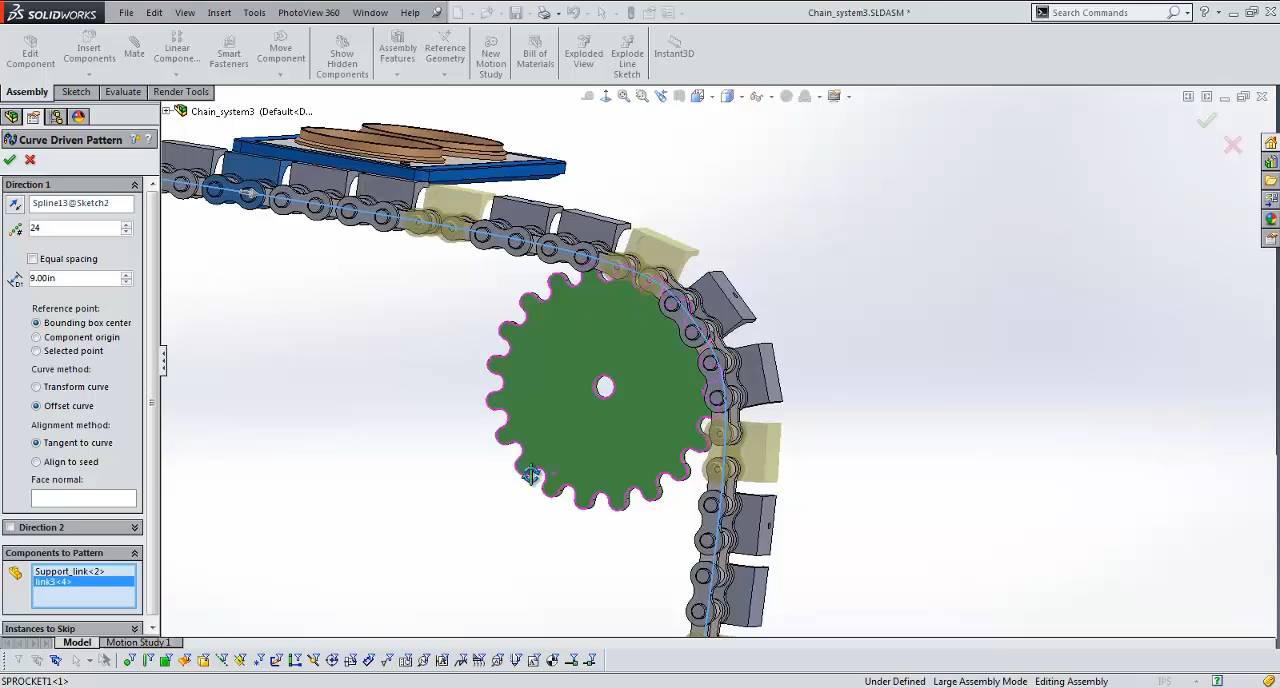 SOLIDWORKS File Edit View Insert Tools PhotoView 360 Window Help Chain_system3.SLDASM * Search Commands
Edit Component
Insert Components
Mate
Linear Compone...
Smart Fasteners
Move Component
Show Hidden Components
Assembly Features
Reference Geometry
New Motion Study
Bill of Materials
Exploded View
Explode Line Sketch
Instant3D
Assembly Sketch Evaluate Render Tools
Chain_system3 (Default<D...
Curve Driven Pattern
Direction 1
Spline13@Sketch2
24
Equal spacing
9.00in
Reference point:
Bounding box center
Component origin
Selected point
Curve method:
Transform curve
Offset curve
Alignment method:
Tangent to curve
Align to seed
Face normal:
Direction 2
Components to Pattern
Support_link<2>
link3<4>
Instances to Skip
Model Motion Study 1
SPROCKET1<1> Under Defined Large Assembly Mode Editing Assembly IPS